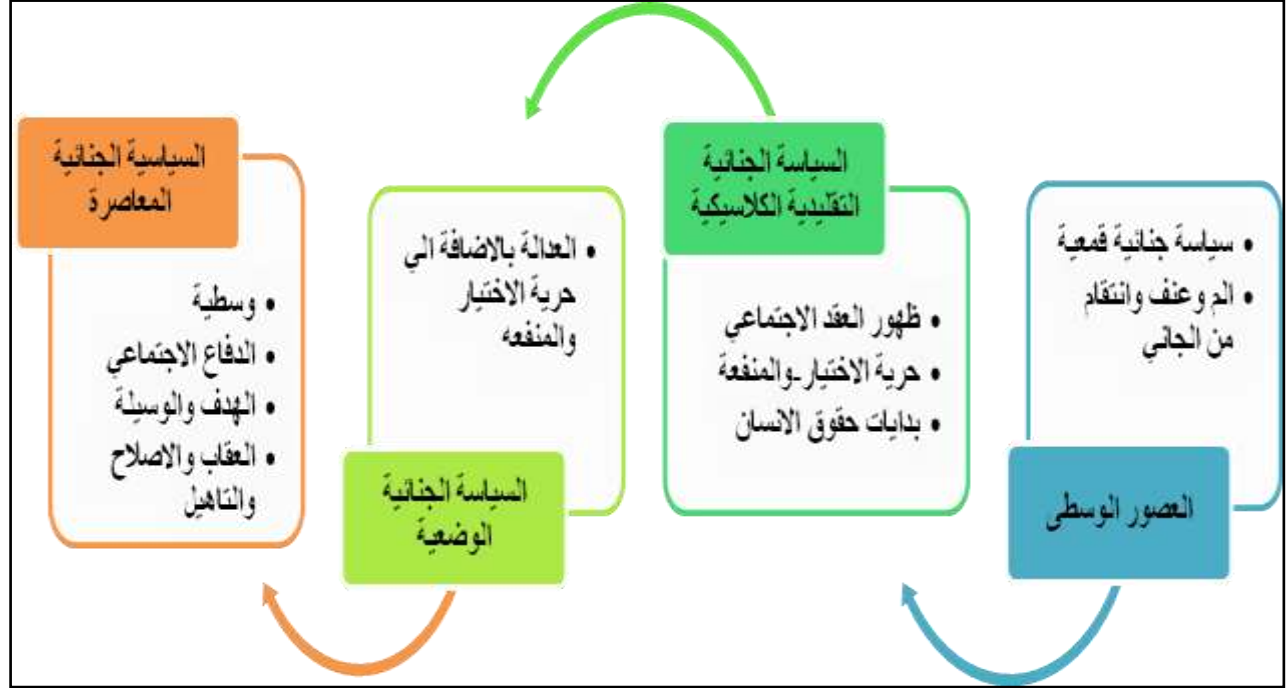 العصور الوسطى
• سياسة جنائية قمعية
• الم وعنف وانتقام
من الجاني
السياسة الجنائية
التقليدية الكلاسيكية
• ظهور العقد الاجتماعي
• حرية الاختيار-والمنفعة
• بدايات حقوق الانسان
السياسة الجنائية
الوضعية
• العدالة بالاضافة الي
حرية الاختيار
والمنفعه
السياسية الجنائية
المعاصرة
• وسطية
• الدفاع الاجتماعي
• الهدف والوسيلة
• العقاب والاصلاح
والتاهيل